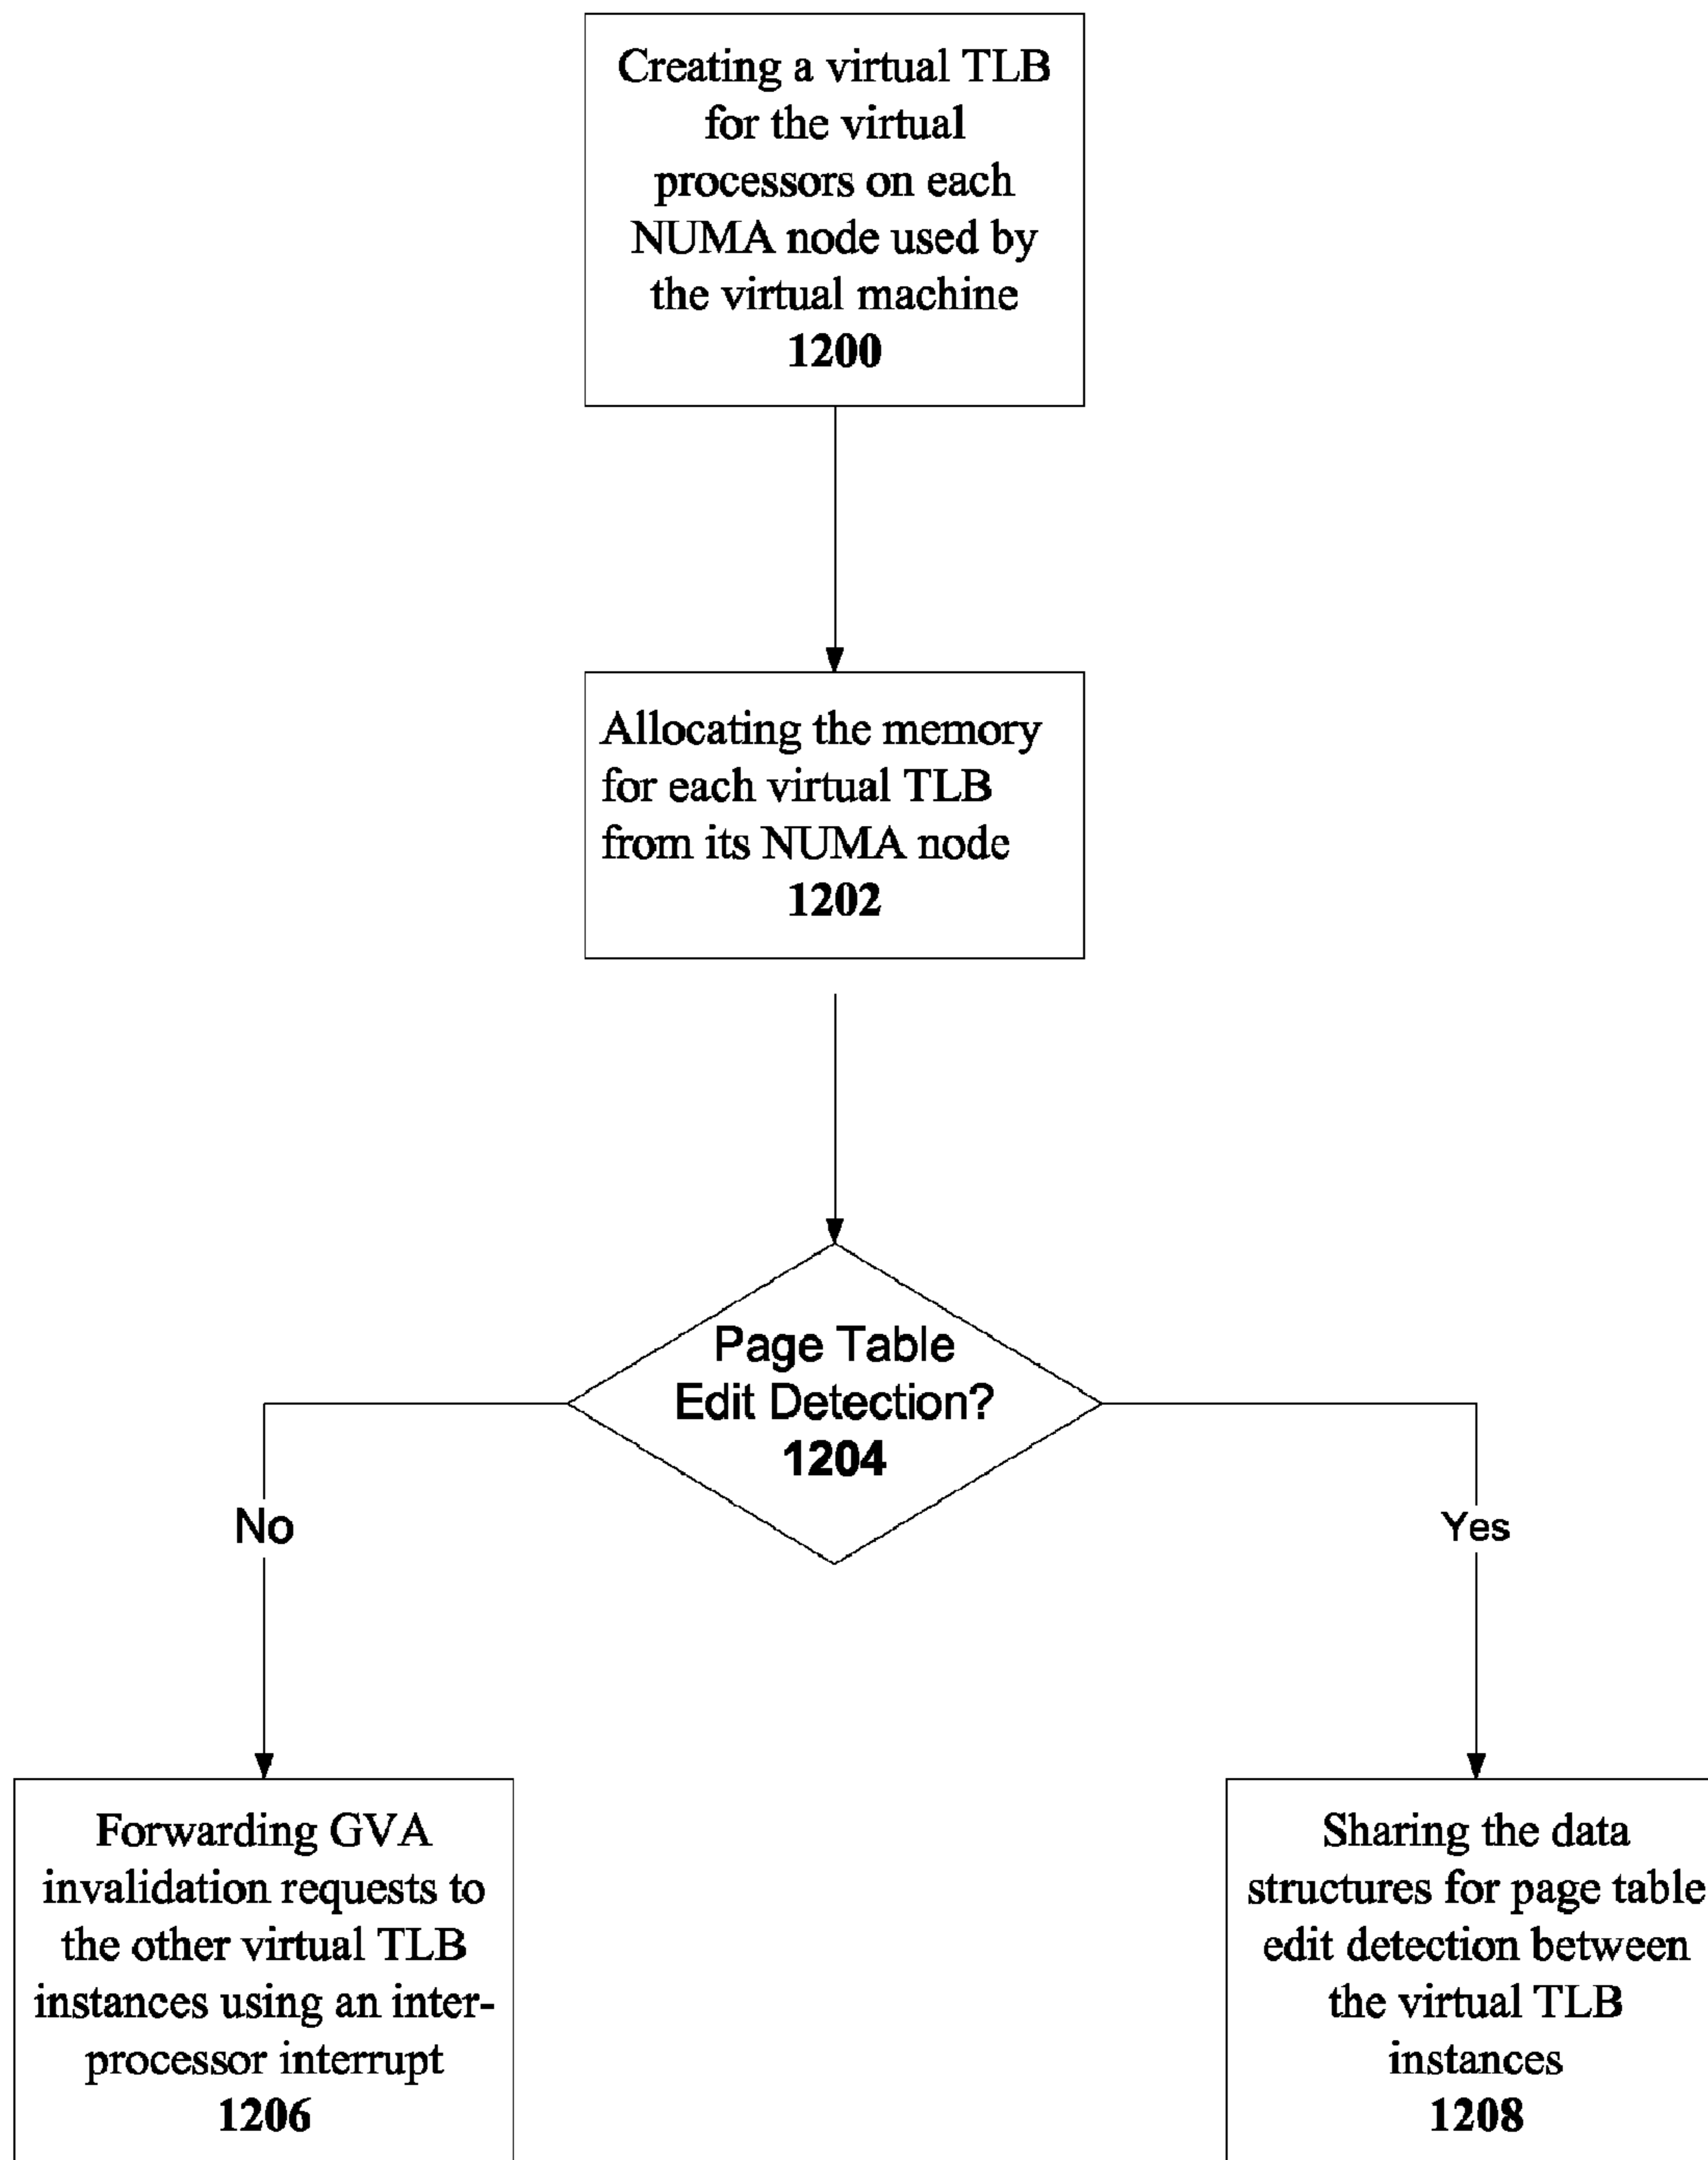 Creating a virtual TLB
for the virtual
processors on each
NUMA node used by
the virtual machine
1200
Allocating the memory
for each virtual TLB
from its NUMA node
1202
Page Table
Edit Detection?
1204
No
Yes
Forwarding GVA
invalidation requests to
the other virtual TLB
instances using an inter-
processor interrupt
1206
Sharing the data
structures for page table
edit detection between
the virtual TLB
instances
1208